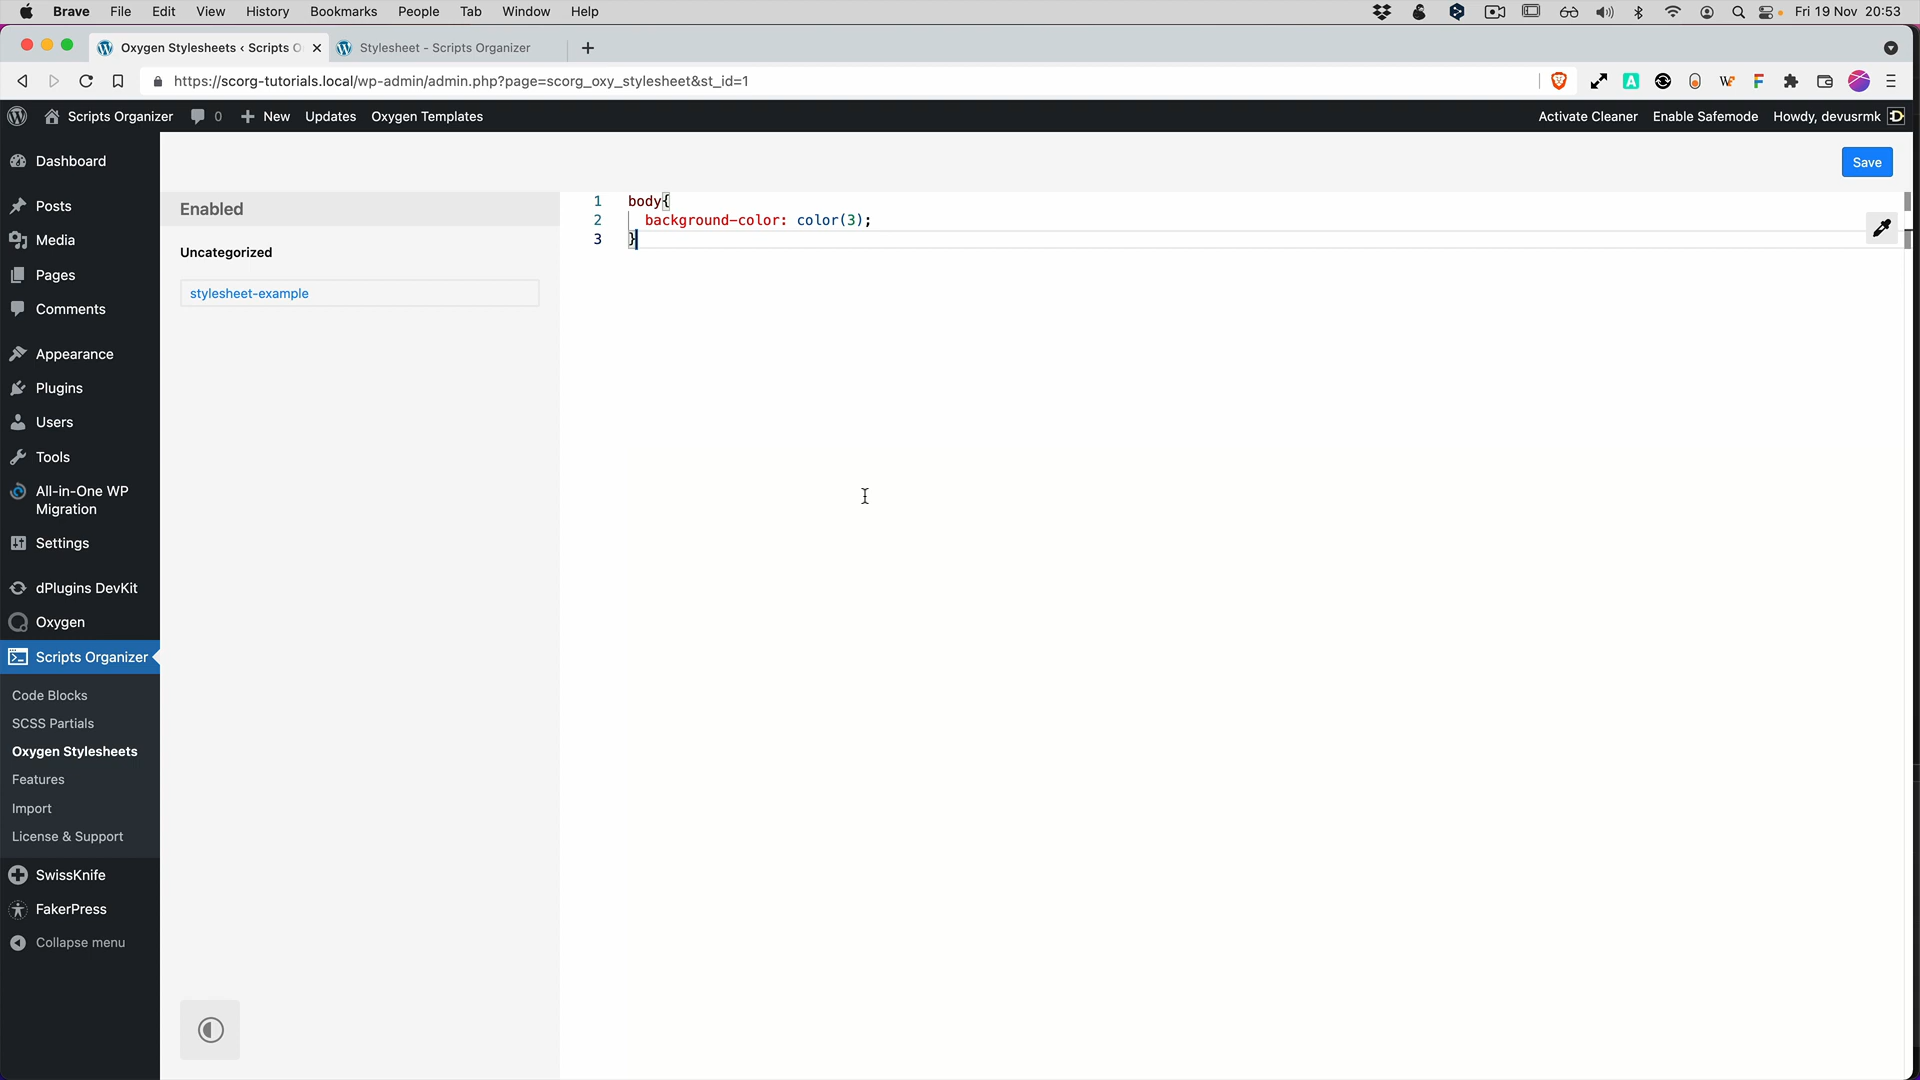 Brave File Edit View History Bookmarks People Tab Window Help Fri 19 Nov 20:53
Oxygen Stylesheets ‹ Scripts O
Stylesheet - Scripts Organizer
https://scorg-tutorials.local/wp-admin/admin.php?page=scorg_oxy_stylesheet&st_id=1
Scripts Organizer 0 New Updates Oxygen Templates Activate Cleaner Enable Safemode Howdy, devusrmk
Dashboard
Posts
Media
Pages
Comments
Appearance
Plugins
Users
Tools
All-in-One WP
Migration
Settings
dPlugins DevKit
Oxygen
Scripts Organizer
Code Blocks
SCSS Partials
Oxygen Stylesheets
Features
Import
License & Support
SwissKnife
FakerPress
Collapse menu
Save
Enabled
Uncategorized
stylesheet-example
1 body{
2 background-color: color(3);
3 }